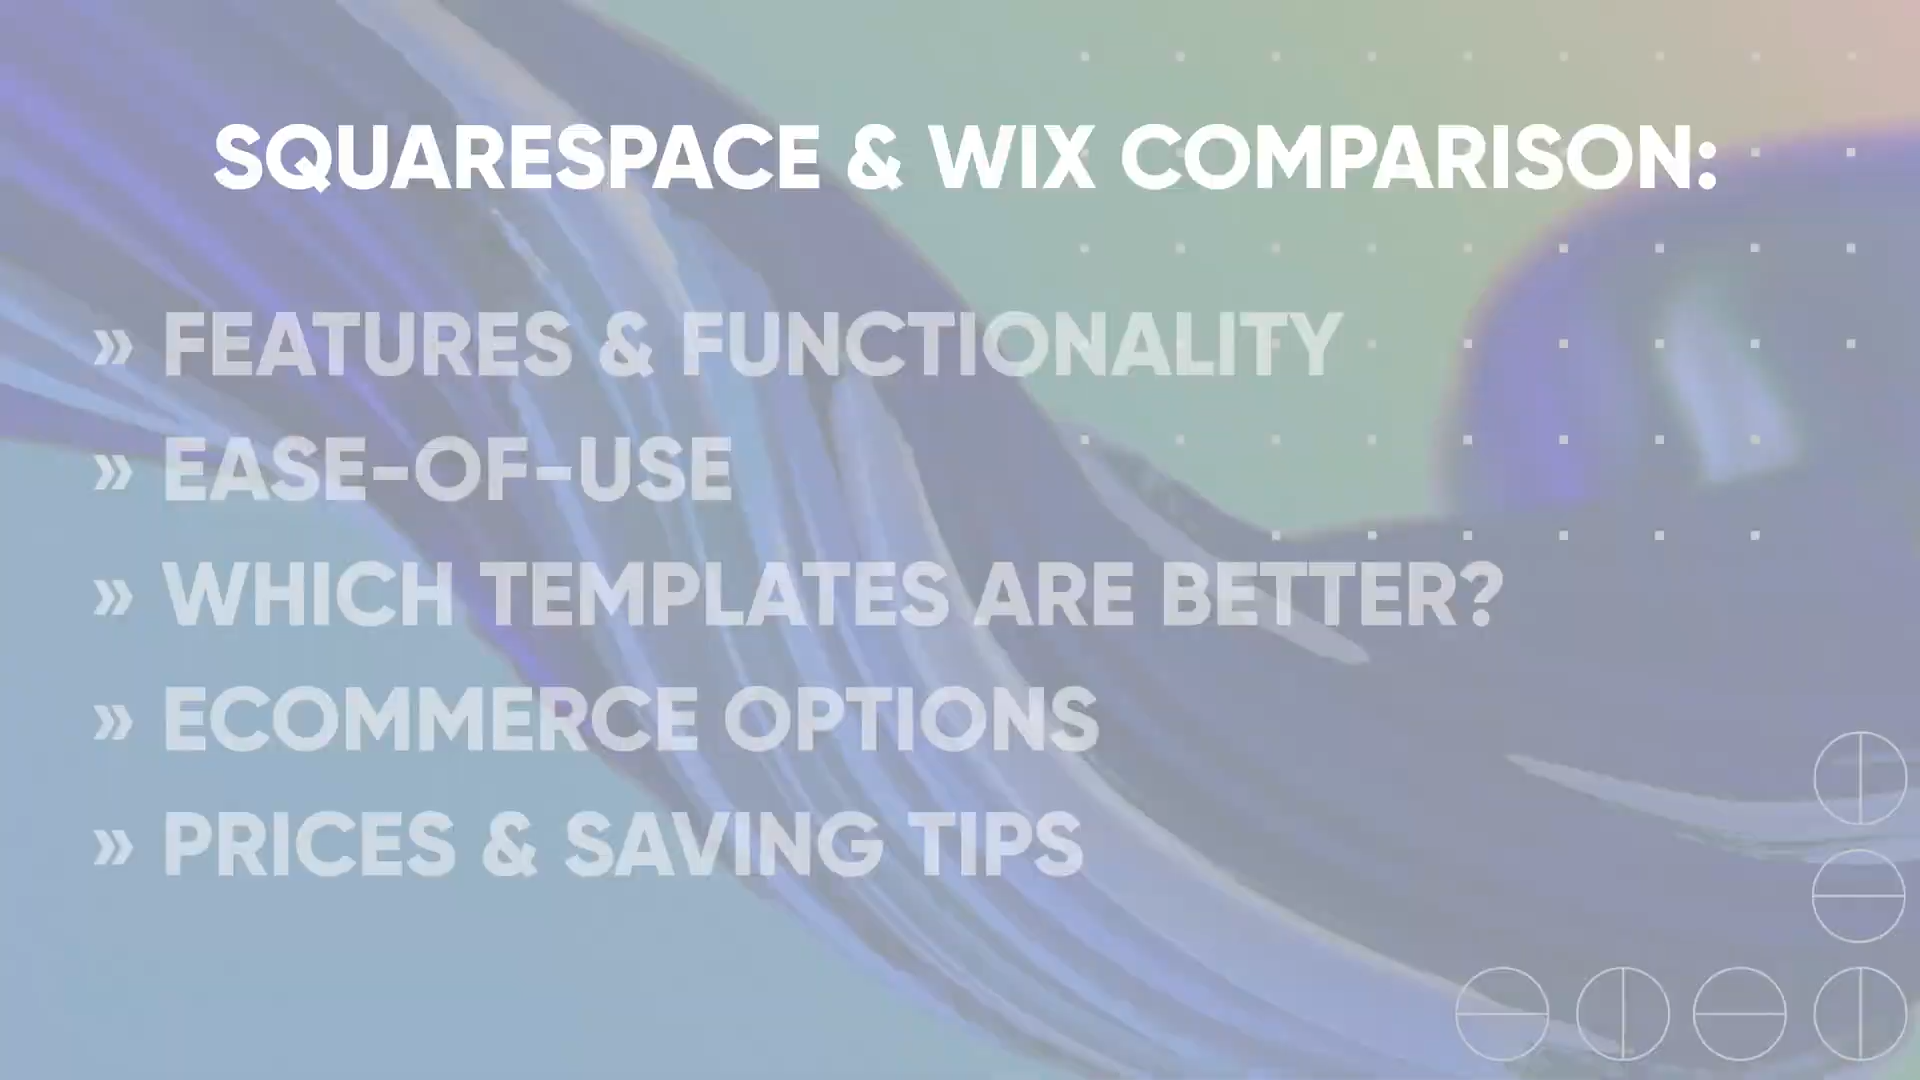 SQUARESPACE & WIX COMPARISON:
» FEATURES & FUNCTIONALITY
» EASE-OF-USE
» WHICH TEMPLATES ARE BETTER?
» ECOMMERCE OPTIONS
» PRICES & SAVING TIPS